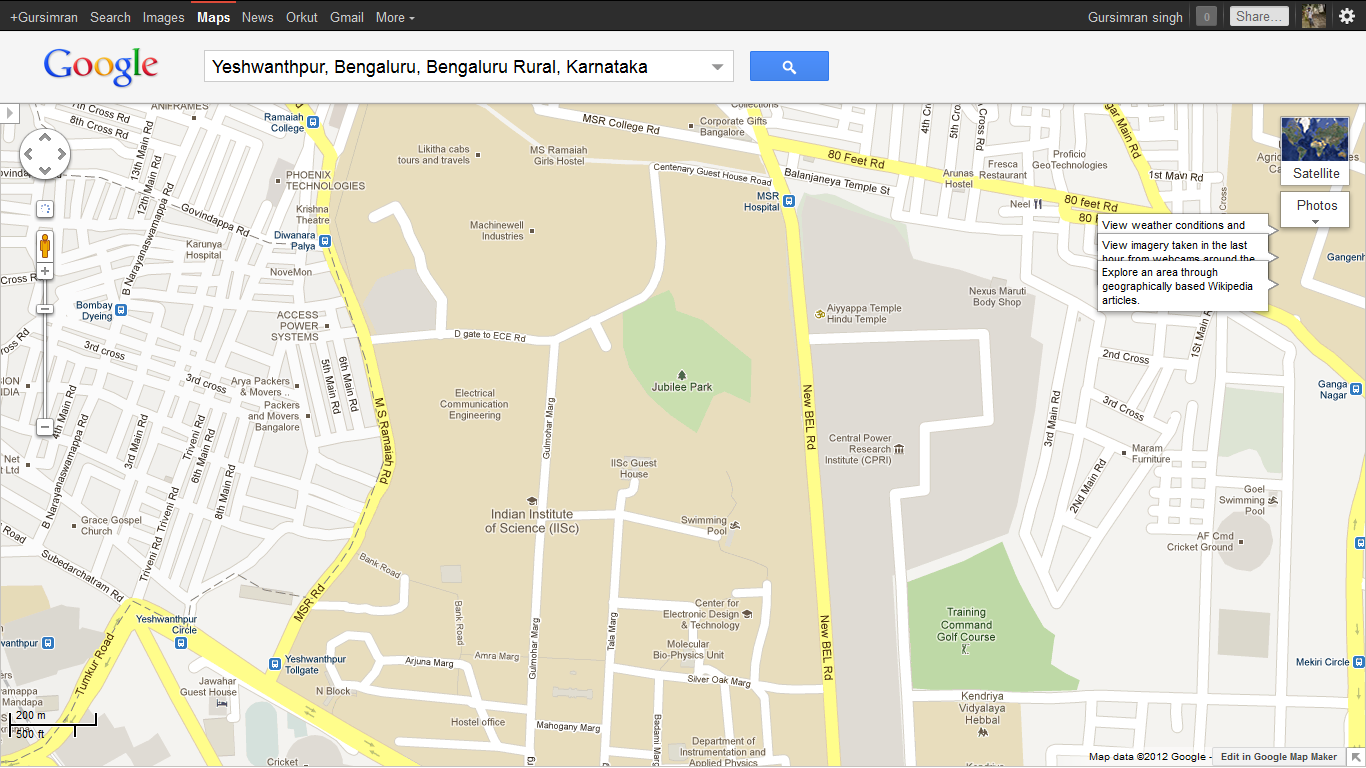 +Gursimran Search Images Maps News Orkut Gmail More
Gursimran singh 0 Share...
Google
Yeshwanthpur, Bengaluru, Bengaluru Rural, Karnataka
7th Cross Rd
8th Cross Rd
ANIFRAMES
13th Main Rd
12th Main Rd
Ramaiah
College
MSR College Rd
Collections
Corporate Gifts
Bangalore
4th Cross
5th Cross Rd
Likitha cabs
tours and travels
MS Ramaiah
Girls Hostel
Centenary Guest House Road
80 Feet Rd
Balanjaneya Temple St
Arunas
Hostel
Fresca
Restaurant
Proficio
GeoTechnologies
1st Main Rd
Satellite
Photos
PHOENIX
TECHNOLOGIES
Govindappa Rd
Krishna
Theatre
Diwanara
Palya
Karunya
Hospital
NoveMon
B Narayanaswamappa Rd
Machinewell
Industries
MSR
Hospital
Neel
80 feet Rd
View weather conditions and
View imagery taken in the last
hour from webcams around the
Explore an area through
geographically based Wikipedia
articles.
Bombay
Dyeing
ACCESS
POWER
SYSTEMS
D gate to ECE Rd
Aiyyappa Temple
Hindu Temple
Nexus Maruti
Body Shop
1St Main Rd
2nd Cross
3rd Cross
3rd cross
3rd cross
Arya Packers
& Movers ..
Packers
and Movers
Bangalore
5th Main Rd
6th Main Rd
M S Ramaiah Rd
Electrical
Communication
Engineering
Gulmohar Marg
Jubilee Park
New BEL Rd
Central Power
Research
Institute (CPRI)
3rd Main Rd
Maram
Furniture
Ganga
Nagar
4th Main Rd
B Narayanaswamappa Rd
3rd Main Rd
Triveni Rd
6th Main Rd
8th Main Rd
Triveni Rd
Triveni Rd
IISc Guest
House
Indian Institute
of Science (IISc)
Swimming
Pool
2Nd Main Rd
Goel
Swimming
Pool
AF Cmd
Cricket Ground
Grace Gospel
Church
Subedarchatram Rd
Bank Road
Bank Road
MSR Rd
Yeshwanthpur
Circle
Yeshwanthpur
Tollgate
Tumkur Road
Center for
Electronic Design
& Technology
Molecular
Bio-Physics Unit
Tala Marg
Gulmohar Marg
New BEL Rd
Training
Command
Golf Course
Mekiri Circle
Amra Marg
Arjuna Marg
Silver Oak Marg
Jawahar
Guest House
N Block
Hostel office
Mahogany Marg
Badami Marg
Department of
Instrumentation and
Applied Physics
Kendriya
Vidyalaya
Hebbal
Kendriya
Cricket
200 m
500 ft
Map data ©2012 Google - Edit in Google Map Maker